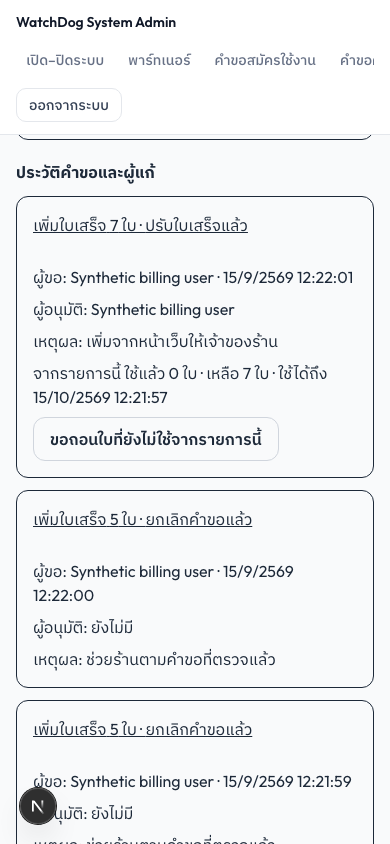 WatchDog System Admin
เปิด–ปิดระบบ พาร์ทเนอร์ คำขอสมัครใช้งาน
ออกจากระบบ
ประวัติคำขอและผู้แก้
เพิ่มใบเสร็จ 7 ใบ · ปรับใบเสร็จแล้ว
ผู้ขอ: Synthetic billing user · 15/9/2569 12:22:01
ผู้อนุมัติ: Synthetic billing user
เหตุผล: เพิ่มจากหน้าเว็บให้เจ้าของร้าน
จากรายการนี้ ใช้แล้ว 0 ใบ · เหลือ 7 ใบ · ใช้ได้ถึง
15/10/2569 12:21:57
ขอถอนใบที่ยังไม่ใช้จากรายการนี้
เพิ่มใบเสร็จ 5 ใบ · ยกเลิกคำขอแล้ว
ผู้ขอ: Synthetic billing user · 15/9/2569
12:22:00
ผู้อนุมัติ: ยังไม่มี
เหตุผล: ช่วยร้านตามคำขอที่ตรวจแล้ว
เพิ่มใบเสร็จ 5 ใบ · ยกเลิกคำขอแล้ว
ผู้ขอ: Synthetic billing user · 15/9/2569 12:21:59
N
ยังไม่มี